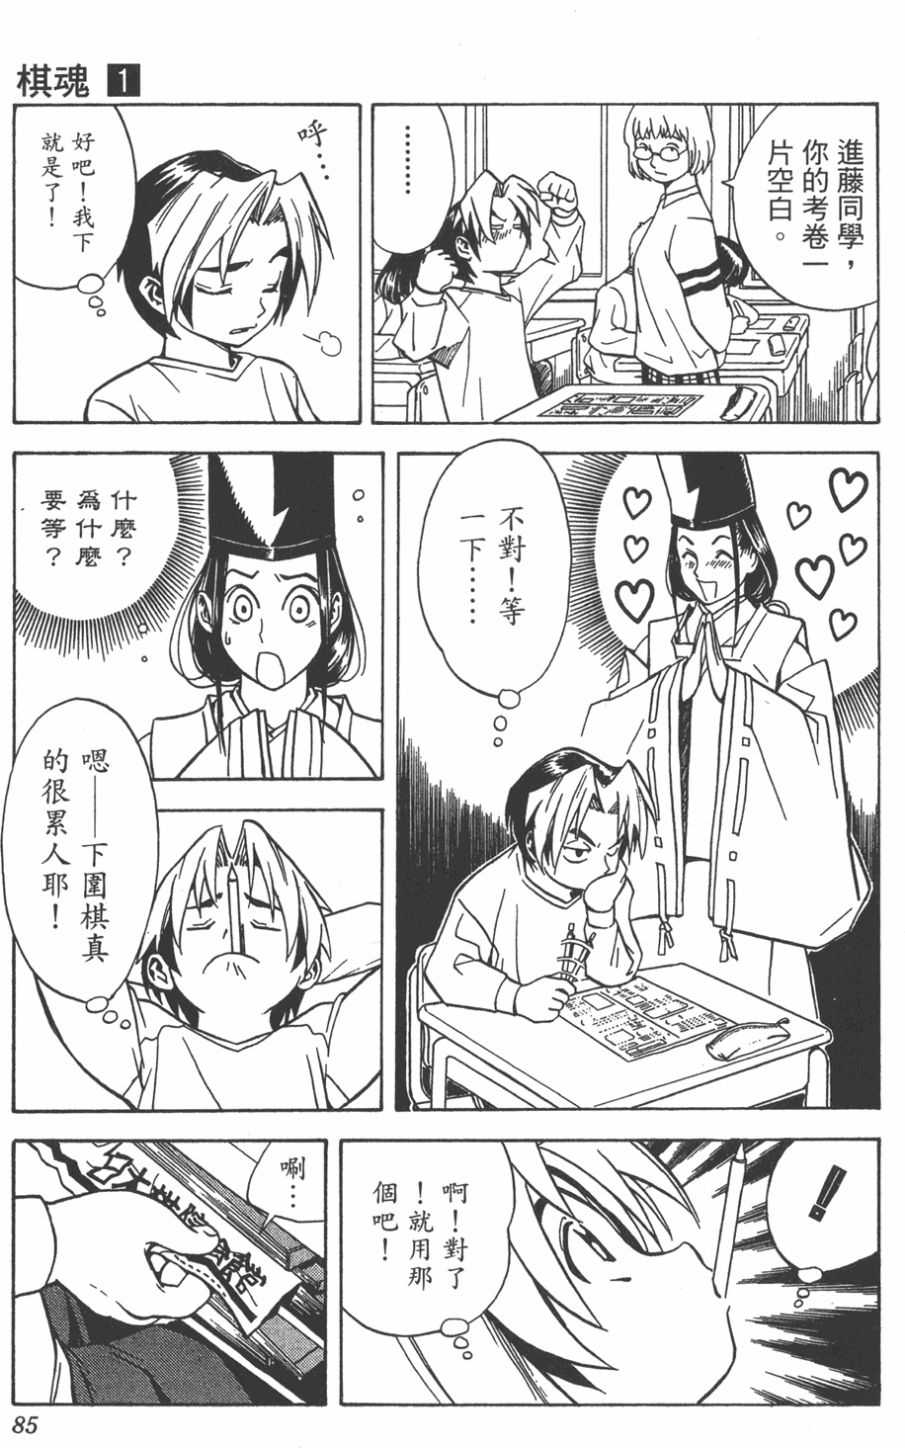 棋魂 1
進藤同學，
你的考卷一
片空白。
………
呼…
好吧！我下
就是了！
不對！等
一下……
什麼？
為什麼
要等？
嗯——下圍棋真
的很累人耶！
！
啊！對了
！就用那
個吧！
唰…
85